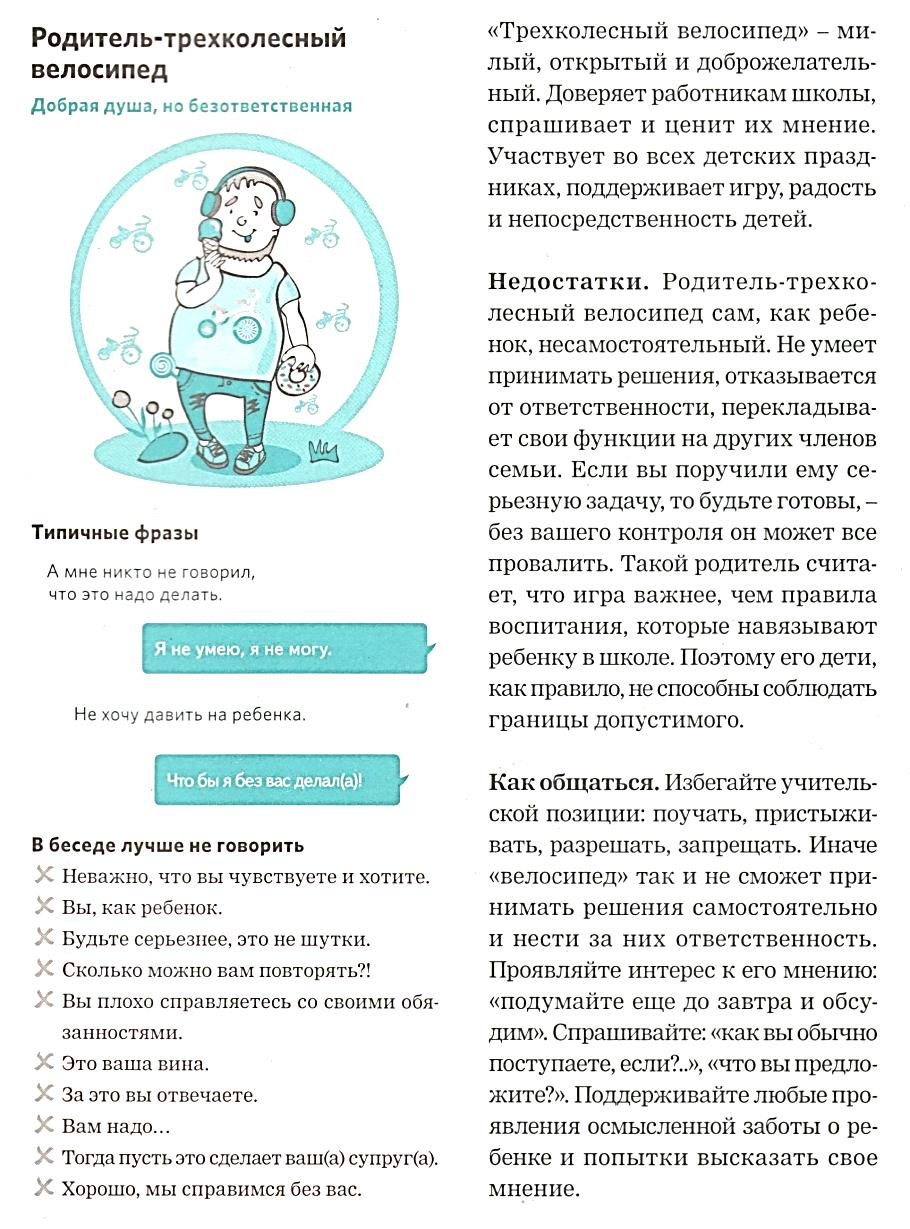 Родитель-трехколесный
велосипед
Добрая душа, но безответственная
Типичные фразы
А мне никто не говорил,
что это надо делать.
Я не умею, я не могу.
Не хочу давить на ребенка.
Что бы я без вас делал(а)!
В беседе лучше не говорить
Неважно, что вы чувствуете и хотите.
Вы, как ребенок.
Будьте серьезнее, это не шутки.
Сколько можно вам повторять?!
Вы плохо справляетесь со своими обя-
занностями.
Это ваша вина.
За это вы отвечаете.
Вам надо...
Тогда пусть это сделает ваш(а) супруг(а).
Хорошо, мы справимся без вас.
«Трехколесный велосипед» – ми-
лый, открытый и доброжелатель-
ный. Доверяет работникам школы,
спрашивает и ценит их мнение.
Участвует во всех детских празд-
никах, поддерживает игру, радость
и непосредственность детей.
Недостатки. Родитель-трехко-
лесный велосипед сам, как ребе-
нок, несамостоятельный. Не умеет
принимать решения, отказывается
от ответственности, перекладыва-
ет свои функции на других членов
семьи. Если вы поручили ему се-
рьезную задачу, то будьте готовы, –
без вашего контроля он может все
провалить. Такой родитель счита-
ет, что игра важнее, чем правила
воспитания, которые навязывают
ребенку в школе. Поэтому его дети,
как правило, не способны соблюдать
границы допустимого.
Как общаться. Избегайте учитель-
ской позиции: поучать, пристыжи-
вать, разрешать, запрещать. Иначе
«велосипед» так и не сможет при-
нимать решения самостоятельно
и нести за них ответственность.
Проявляйте интерес к его мнению:
«подумайте еще до завтра и обсу-
дим». Спрашивайте: «как вы обычно
поступаете, если?..», «что вы предло-
жите?». Поддерживайте любые про-
явления осмысленной заботы о ре-
бенке и попытки высказать свое
мнение.